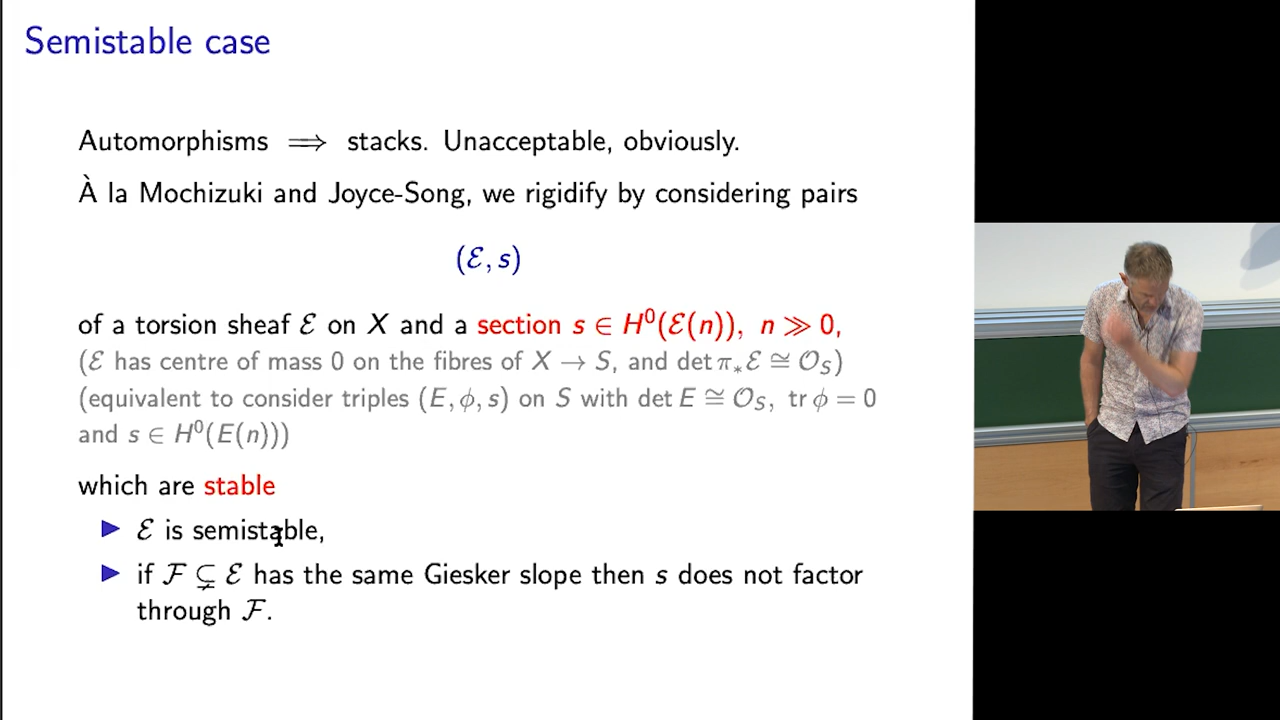 Semistable case
Automorphisms ⟹ stacks. Unacceptable, obviously.
À la Mochizuki and Joyce-Song, we rigidify by considering pairs
(ℰ, s)
of a torsion sheaf ℰ on X and a section s ∈ H⁰(ℰ(n)), n ≫ 0,
(ℰ has centre of mass 0 on the fibres of X → S, and det π_*ℰ ≅ 𝒪_S)
(equivalent to consider triples (E, ϕ, s) on S with det E ≅ 𝒪_S, tr ϕ = 0
and s ∈ H⁰(E(n)))
which are stable
▶ ℰ is semistable,
▶ if ℱ ⊊ ℰ has the same Giesker slope then s does not factor
through ℱ.